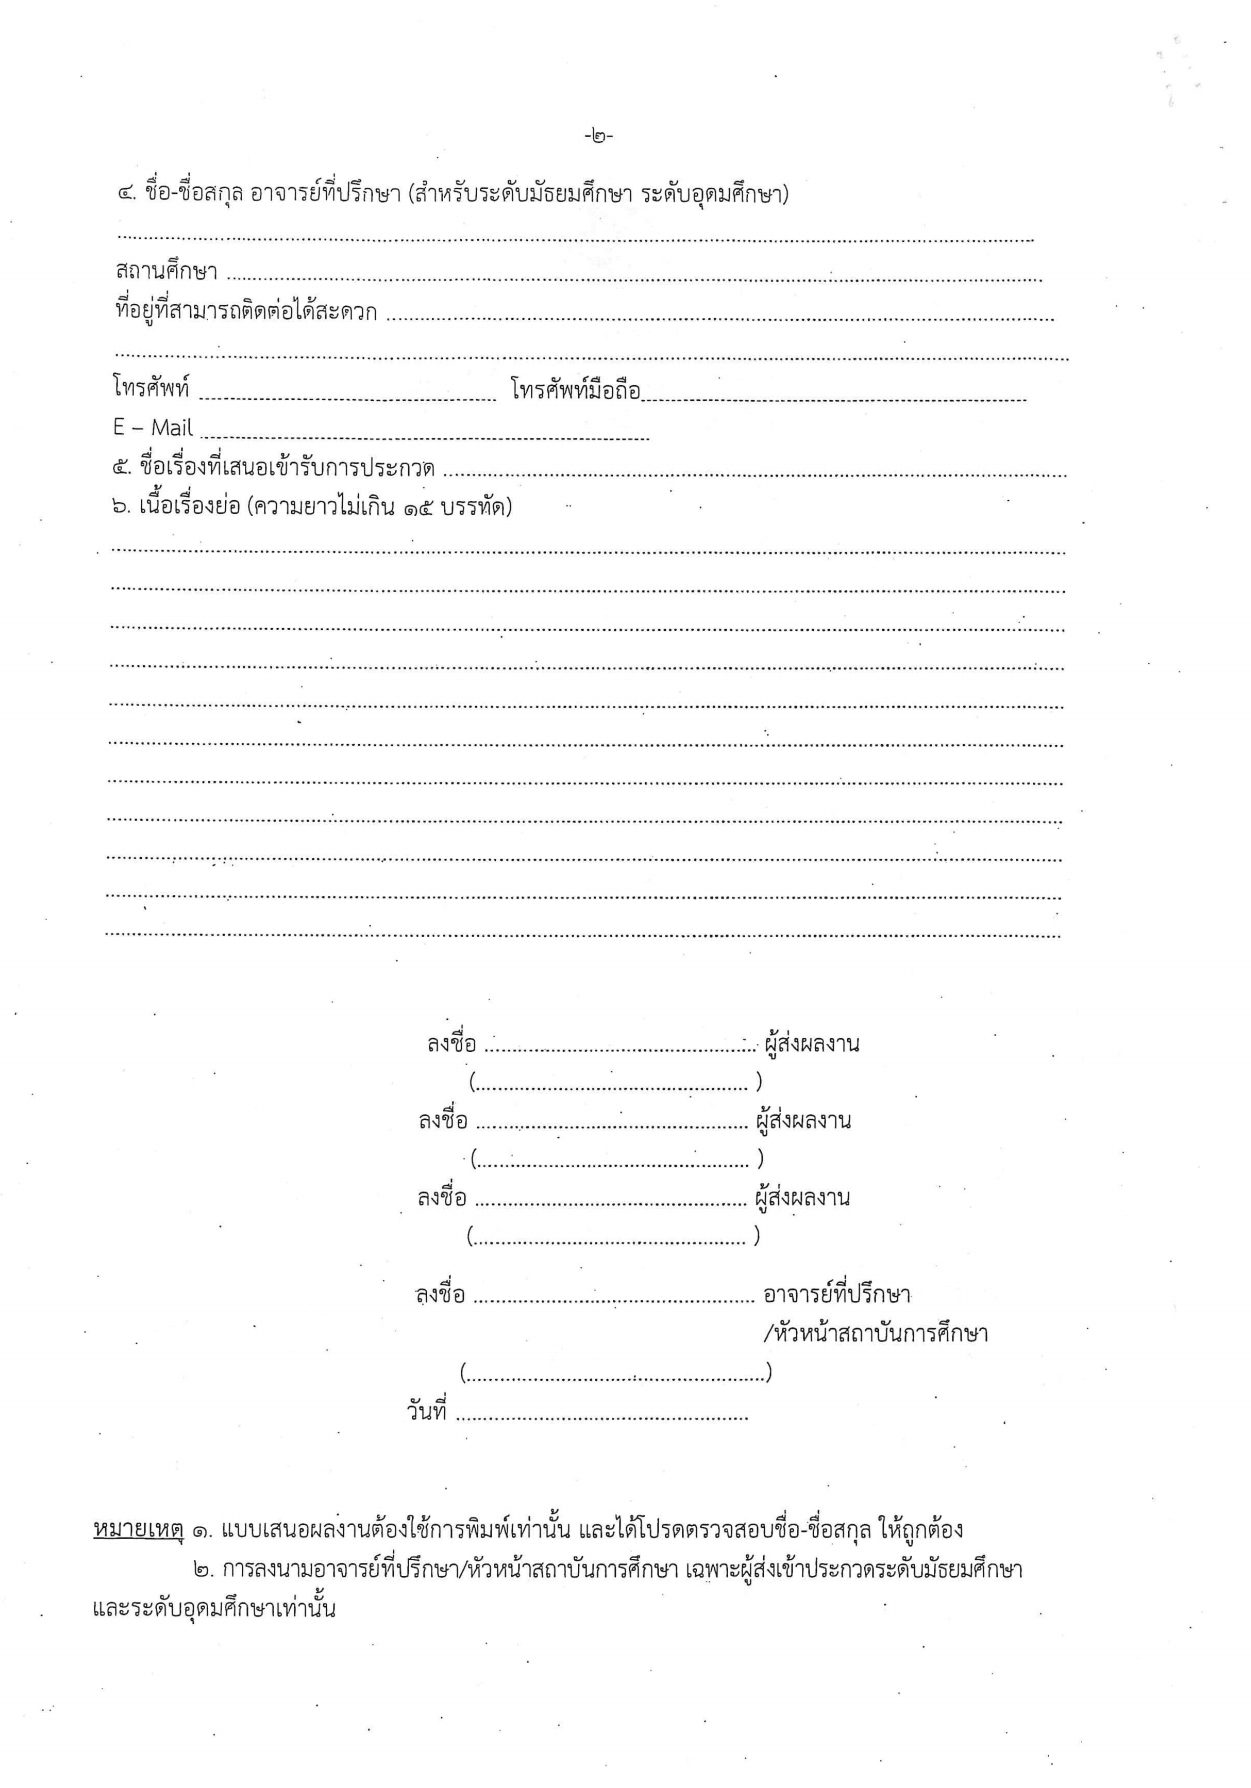 -๒-
๔. ชื่อ-ชื่อสกุล อาจารย์ที่ปรึกษา (สำหรับระดับมัธยมศึกษา ระดับอุดมศึกษา)
................................................................................
สถานศึกษา ................................................................................
ที่อยู่ที่สามารถติดต่อได้สะดวก ................................................................................
................................................................................
โทรศัพท์ ........................................ โทรศัพท์มือถือ........................................
E – Mail ........................................
๕. ชื่อเรื่องที่เสนอเข้ารับการประกวด ................................................................................
๖. เนื้อเรื่องย่อ (ความยาวไม่เกิน ๑๕ บรรทัด)
................................................................................
................................................................................
................................................................................
................................................................................
................................................................................
................................................................................
................................................................................
................................................................................
................................................................................
................................................................................
................................................................................
ลงชื่อ ........................................ ผู้ส่งผลงาน
(........................................ )
ลงชื่อ ........................................ ผู้ส่งผลงาน
(........................................ )
ลงชื่อ ........................................ ผู้ส่งผลงาน
(........................................ )
ลงชื่อ ........................................ อาจารย์ที่ปรึกษา
/หัวหน้าสถาบันการศึกษา
(........................................)
วันที่ ........................................
หมายเหตุ ๑. แบบเสนอผลงานต้องใช้การพิมพ์เท่านั้น และได้โปรดตรวจสอบชื่อ-ชื่อสกุล ให้ถูกต้อง
๒. การลงนามอาจารย์ที่ปรึกษา/หัวหน้าสถาบันการศึกษา เฉพาะผู้ส่งเข้าประกวดระดับมัธยมศึกษา
และระดับอุดมศึกษาเท่านั้น